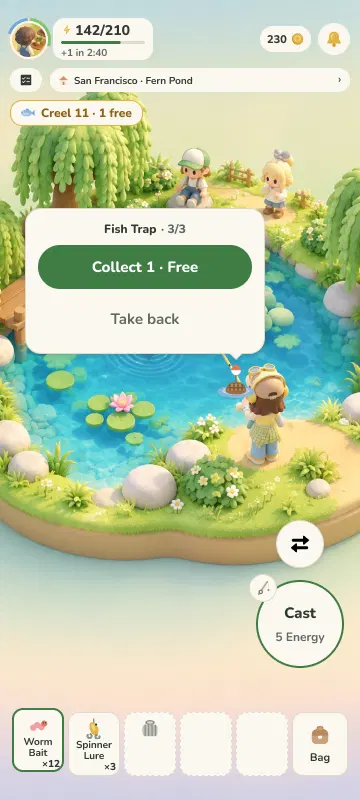 142/210
+1 in 2:40
230
San Francisco · Fern Pond ›
Creel 11 · 1 free
Fish Trap · 3/3
Collect 1 · Free
Take back
Cast
5 Energy
Worm
Bait
×12
Spinner
Lure
×3
Bag